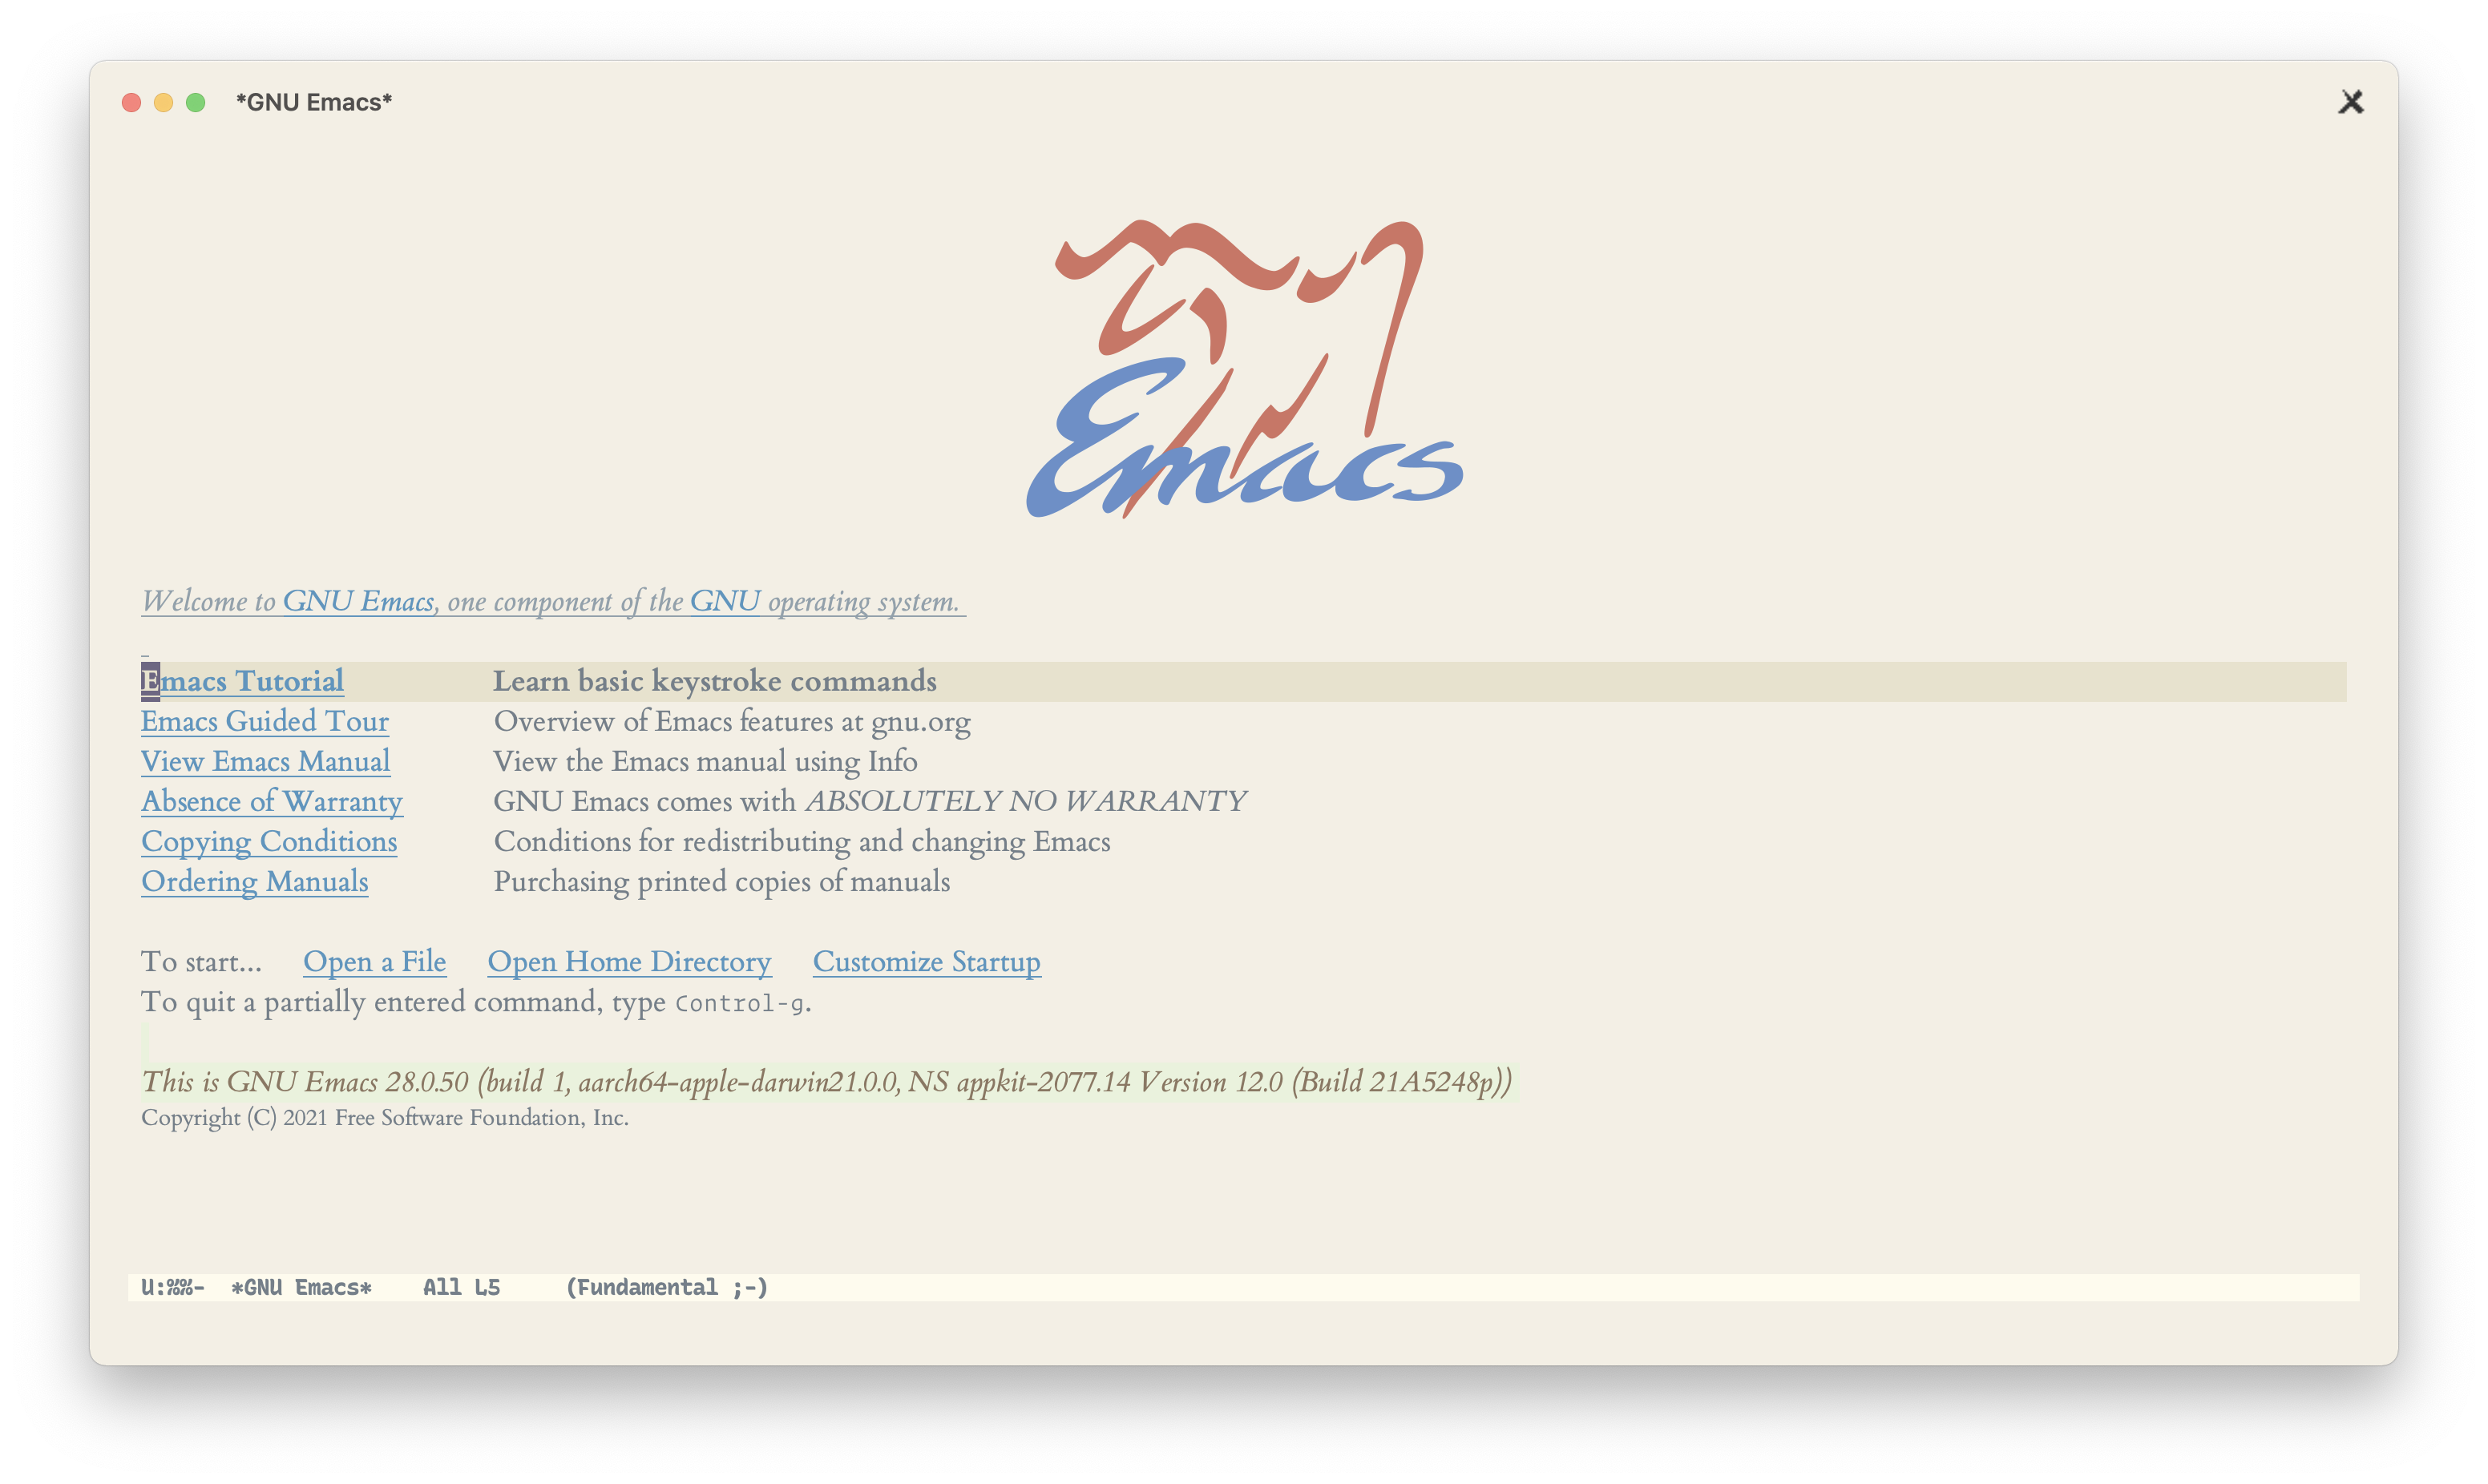 *GNU Emacs*
Emacs
Welcome to GNU Emacs, one component of the GNU operating system.
Emacs Tutorial Learn basic keystroke commands
Emacs Guided Tour Overview of Emacs features at gnu.org
View Emacs Manual View the Emacs manual using Info
Absence of Warranty GNU Emacs comes with ABSOLUTELY NO WARRANTY
Copying Conditions Conditions for redistributing and changing Emacs
Ordering Manuals Purchasing printed copies of manuals
To start... Open a File Open Home Directory Customize Startup
To quit a partially entered command, type Control-g.
This is GNU Emacs 28.0.50 (build 1, aarch64-apple-darwin21.0.0, NS appkit-2077.14 Version 12.0 (Build 21A5248p))
Copyright (C) 2021 Free Software Foundation, Inc.
U:%%- *GNU Emacs* All L5 (Fundamental ;-)